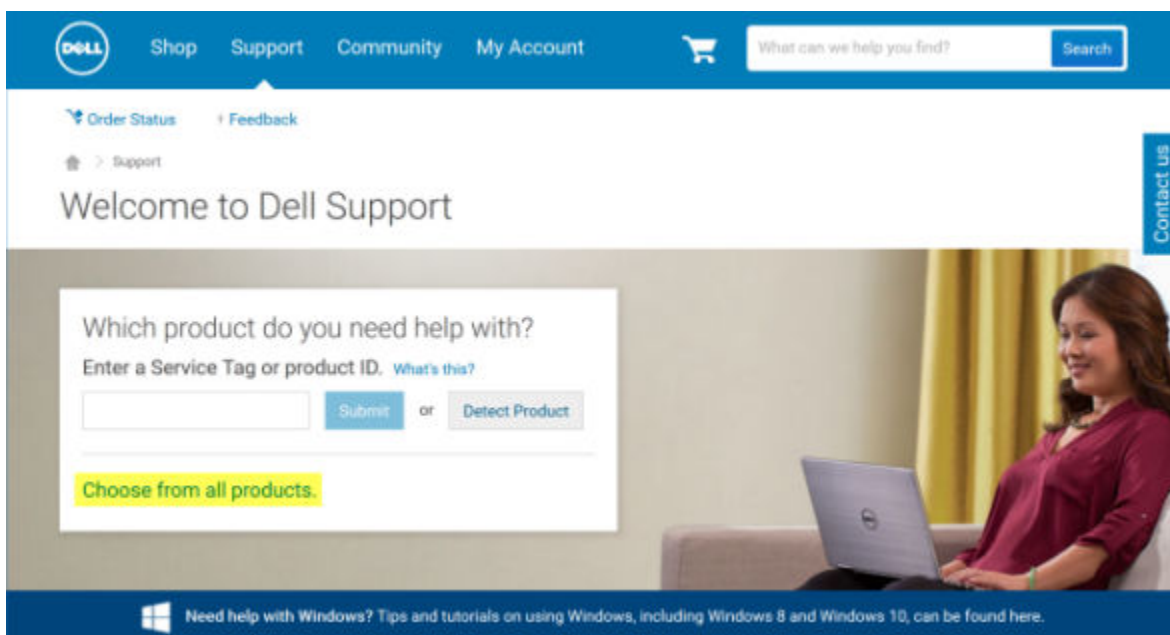 DELL Shop Support Community My Account What can we help you find? Search
Order Status Feedback
> Support
Contact us
Welcome to Dell Support
Which product do you need help with?
Enter a Service Tag or product ID. What's this?
Submit or Detect Product
Choose from all products.
Need help with Windows? Tips and tutorials on using Windows, including Windows 8 and Windows 10, can be found here.